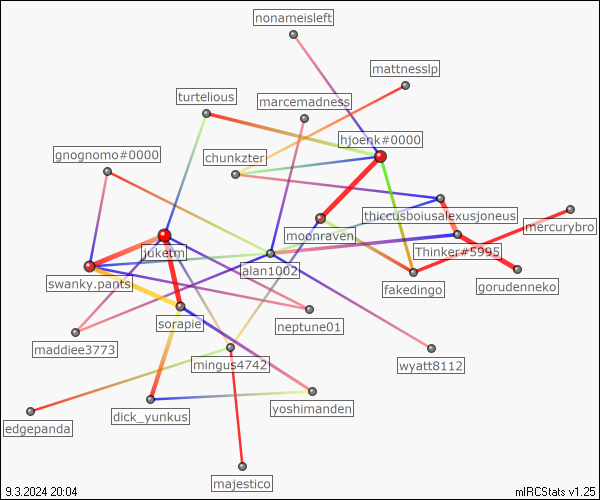 nonameisleft
mattnesslp
turtelious
marcemadness
hjoenk#0000
gnognomo#0000
chunkzter
thiccusboiusalexusjoneus
mercurybro
moonraven
juketm
Thinker#5995
alan1002
swanky.pants
fakedingo
gorudenneko
sorapie
neptune01
maddiee3773
mingus4742
wyatt8112
dick_yunkus
yoshimanden
edgepanda
majestico
9.3.2024 20:04
mIRCStats v1.25